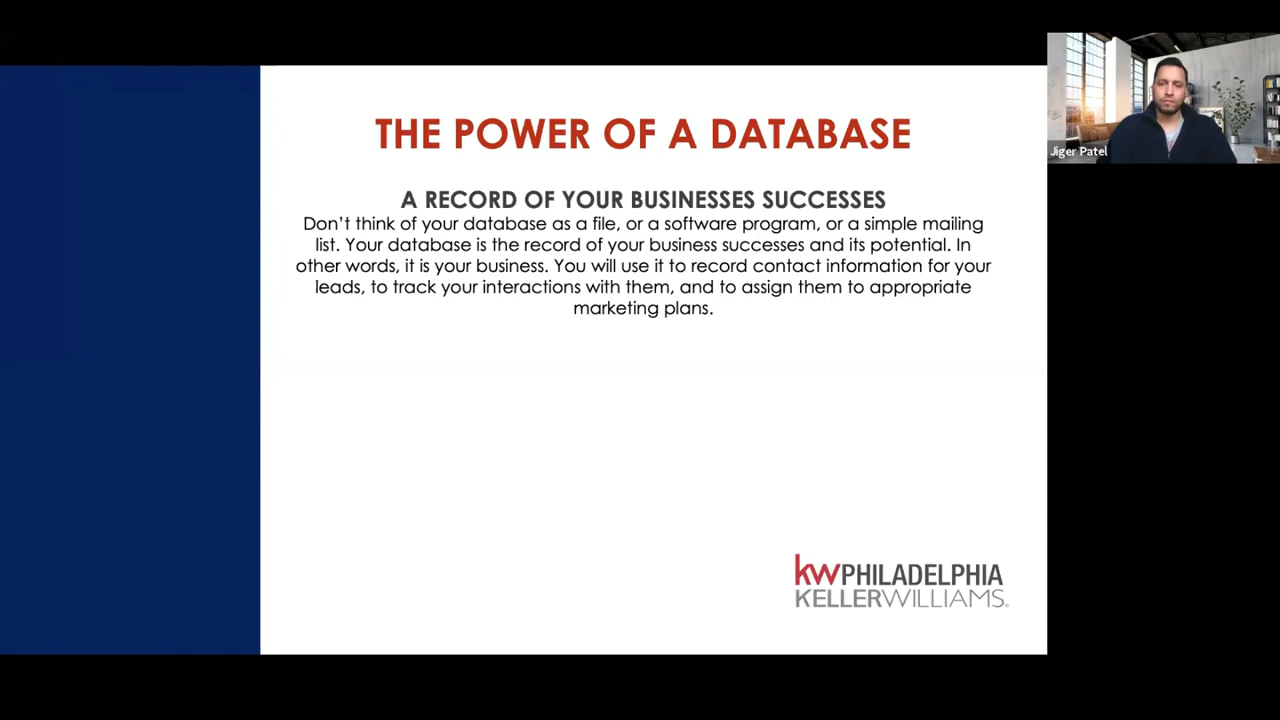 THE POWER OF A DATABASE
A RECORD OF YOUR BUSINESSES SUCCESSES
Don't think of your database as a file, or a software program, or a simple mailing
list. Your database is the record of your business successes and its potential. In
other words, it is your business. You will use it to record contact information for your
leads, to track your interactions with them, and to assign them to appropriate
marketing plans.
Jiger Patel
kwPHILADELPHIA
KELLERWILLIAMS®